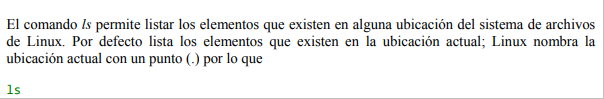 El comando ls permite listar los elementos que existen en alguna ubicación del sistema de archivos
de Linux. Por defecto lista los elementos que existen en la ubicación actual; Linux nombra la
ubicación actual con un punto (.) por lo que
ls